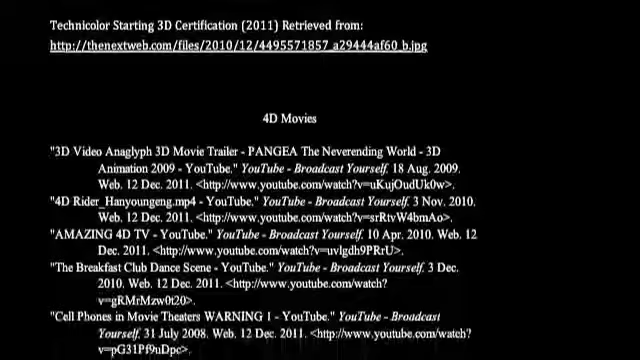 Technicolor Starting 3D Certification (2011) Retrieved from:
http://thenextweb.com/files/2010/12/4495571857_a29444af60_b.jpg
4D Movies
"3D Video Anaglyph 3D Movie Trailer - PANGEA The Neverending World - 3D
Animation 2009 - YouTube." YouTube - Broadcast Yourself. 18 Aug. 2009.
Web. 12 Dec. 2011. <http://www.youtube.com/watch?v=uKujOudUk0w>.
"4D Rider_Hanyoungeng.mp4 - YouTube." YouTube - Broadcast Yourself. 3 Nov. 2010.
Web. 12 Dec. 2011. <http://www.youtube.com/watch?v=srRtvW4bmAo>.
"AMAZING 4D TV - YouTube." YouTube - Broadcast Yourself. 10 Apr. 2010. Web. 12
Dec. 2011. <http://www.youtube.com/watch?v=uvlgdh9PRrU>.
"The Breakfast Club Dance Scene - YouTube." YouTube - Broadcast Yourself. 3 Dec.
2010. Web. 12 Dec. 2011. <http://www.youtube.com/watch?
v=gRMrMzw0t20>.
"Cell Phones in Movie Theaters WARNING ! - YouTube." YouTube - Broadcast
Yourself. 31 July 2008. Web. 12 Dec. 2011. <http://www.youtube.com/watch?
v=pG31Pf9uDpc>.